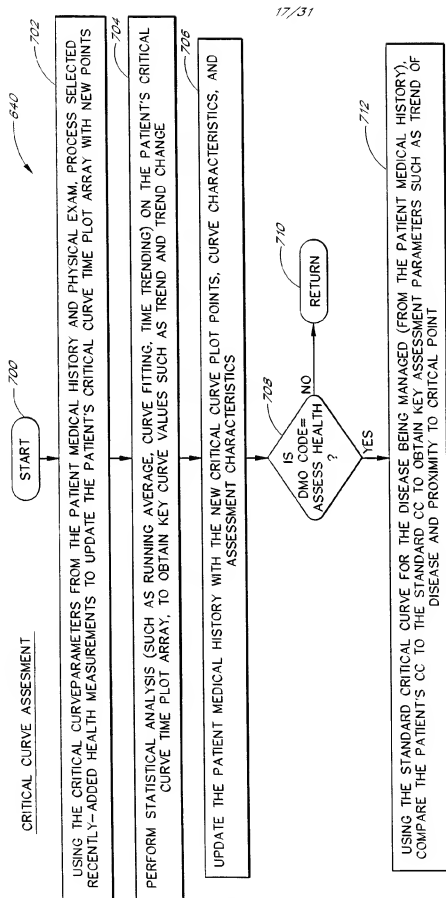 17/31
CRITICAL CURVE ASSESMENT
640
START
700
702
USING THE CRITICAL CURVEPARAMETERS FROM THE PATIENT MEDICAL HISTORY AND PHYSICAL EXAM, PROCESS SELECTED
RECENTLY-ADDED HEALTH MEASUREMENTS TO UPDATE THE PATIENT'S CRITICAL CURVE TIME PLOT ARRAY WITH NEW POINTS
704
PERFORM STATISTICAL ANALYSIS (SUCH AS RUNNING AVERAGE, CURVE FITTING, TIME TRENDING) ON THE PATIENT'S CRITICAL
CURVE TIME PLOT ARRAY, TO OBTAIN KEY CURVE VALUES SUCH AS TREND AND TREND CHANGE
706
UPDATE THE PATIENT MEDICAL HISTORY WITH THE NEW CRITICAL CURVE PLOT POINTS, CURVE CHARACTERISTICS, AND
ASSESSMENT CHARACTERISTICS
708
IS
DMO CODE=
ASSESS HEALTH
?
NO
710
RETURN
YES
712
USING THE STANDARD CRITICAL CURVE FOR THE DISEASE BEING MANAGED (FROM THE PATIENT MEDICAL HISTORY),
COMPARE THE PATIENT'S CC TO THE STANDARD CC TO OBTAIN KEY ASSESSMENT PARAMETERS SUCH AS TREND OF
DISEASE AND PROXIMITY TO CRITCAL POINT